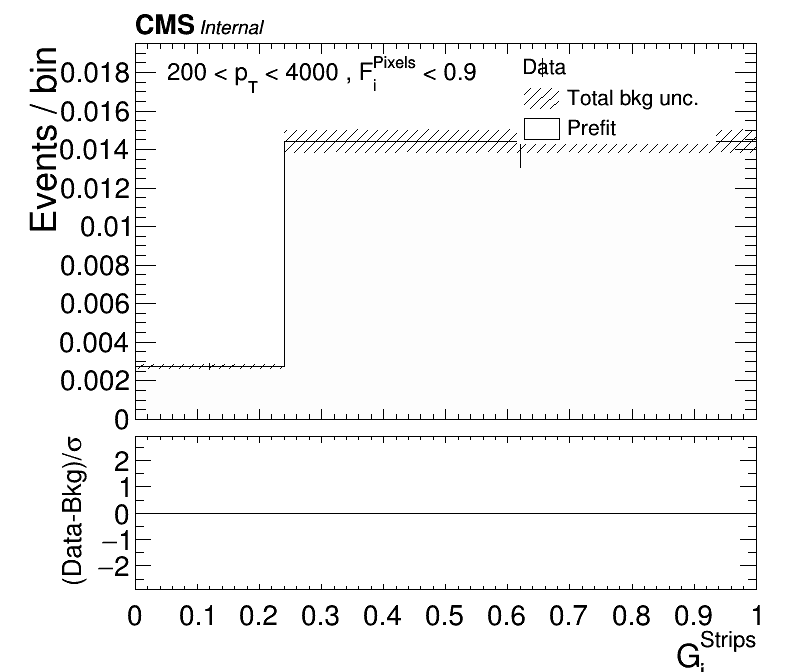 CMS Internal
200 < p_T < 4000 , F_i^Pixels < 0.9
Data
Total bkg unc.
Prefit
Events / bin
0.018
0.016
0.014
0.012
0.01
0.008
0.006
0.004
0.002
0
(Data-Bkg)/σ
2
1
0
−1
−2
0 0.1 0.2 0.3 0.4 0.5 0.6 0.7 0.8 0.9 1
G_i^Strips